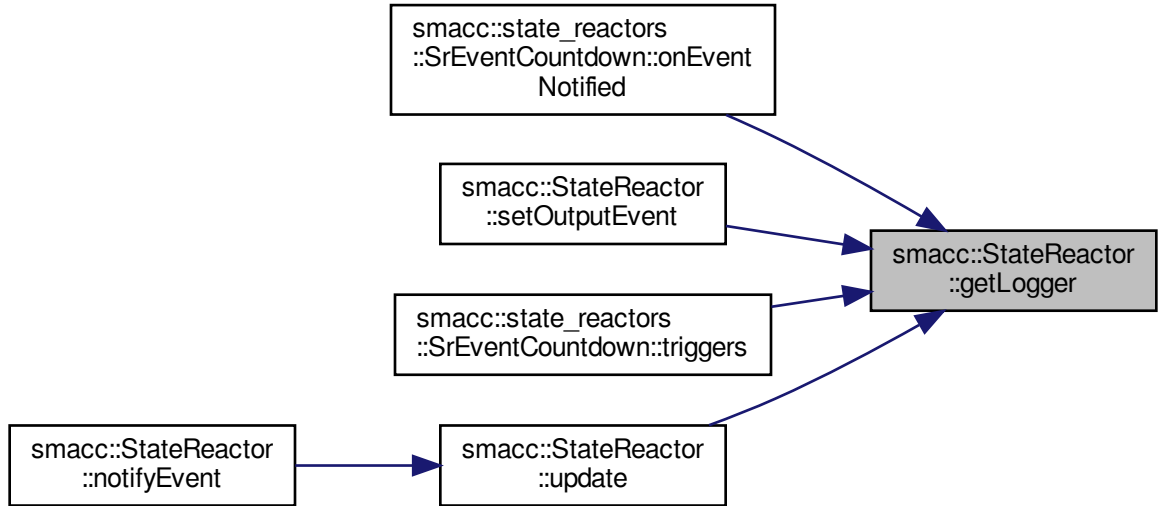 smacc::state_reactors
::SrEventCountdown::onEvent
Notified
smacc::StateReactor
::setOutputEvent
smacc::StateReactor
::getLogger
smacc::state_reactors
::SrEventCountdown::triggers
smacc::StateReactor
::notifyEvent
smacc::StateReactor
::update